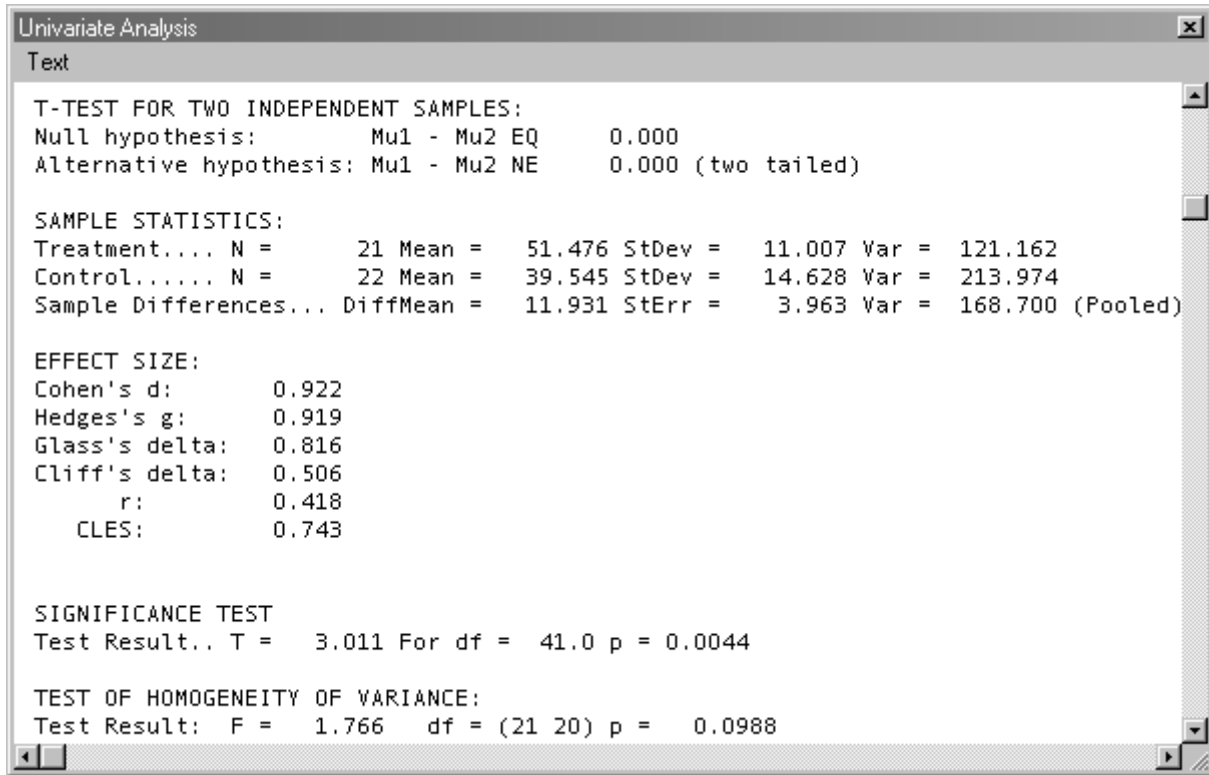 Univariate Analysis
Text
T-TEST FOR TWO INDEPENDENT SAMPLES:
Null hypothesis: Mu1 - Mu2 EQ 0.000
Alternative hypothesis: Mu1 - Mu2 NE 0.000 (two tailed)
SAMPLE STATISTICS:
Treatment.... N = 21 Mean = 51.476 StDev = 11.007 Var = 121.162
Control...... N = 22 Mean = 39.545 StDev = 14.628 Var = 213.974
Sample Differences... DiffMean = 11.931 StErr = 3.963 Var = 168.700 (Pooled)
EFFECT SIZE:
Cohen's d: 0.922
Hedges's g: 0.919
Glass's delta: 0.816
Cliff's delta: 0.506
r: 0.418
CLES: 0.743
SIGNIFICANCE TEST
Test Result.. T = 3.011 For df = 41.0 p = 0.0044
TEST OF HOMOGENEITY OF VARIANCE:
Test Result: F = 1.766 df = (21 20) p = 0.0988